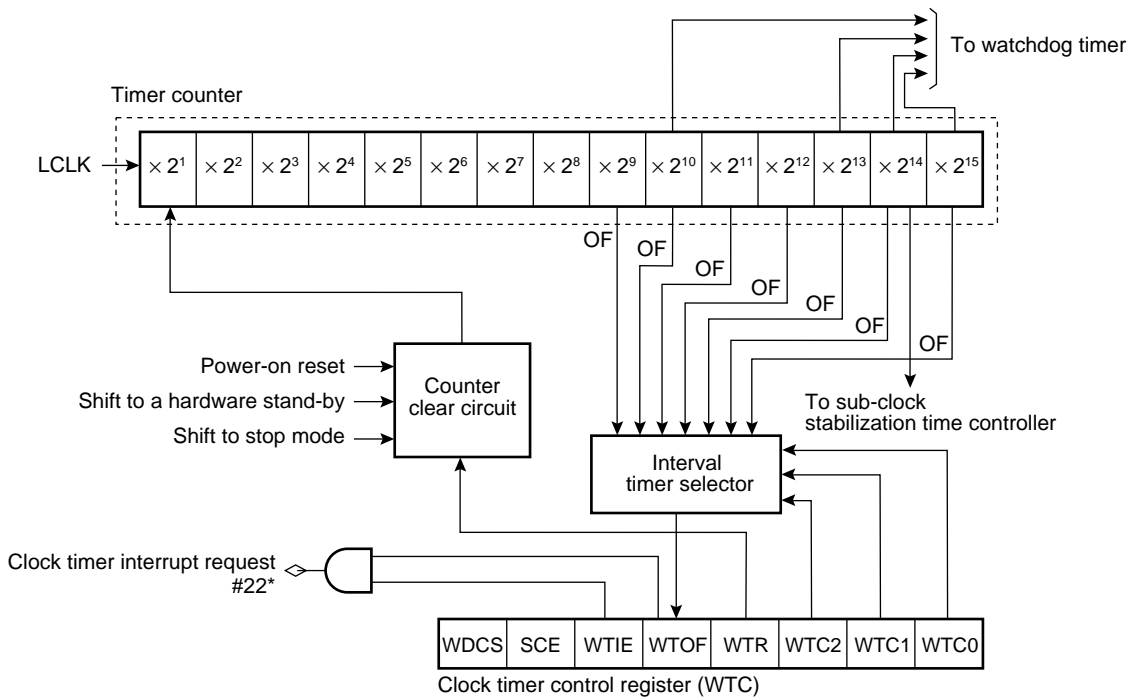 To watchdog timer
Timer counter
LCLK
× 2¹ × 2² × 2³ × 2⁴ × 2⁵ × 2⁶ × 2⁷ × 2⁸ × 2⁹ × 2¹⁰ × 2¹¹ × 2¹² × 2¹³ × 2¹⁴ × 2¹⁵
OF
OF
OF
OF
OF
OF
OF
Power-on reset
Shift to a hardware stand-by
Shift to stop mode
Counter
clear circuit
To sub-clock
stabilization time controller
Interval
timer selector
Clock timer interrupt request
#22*
WDCS SCE WTIE WTOF WTR WTC2 WTC1 WTC0
Clock timer control register (WTC)